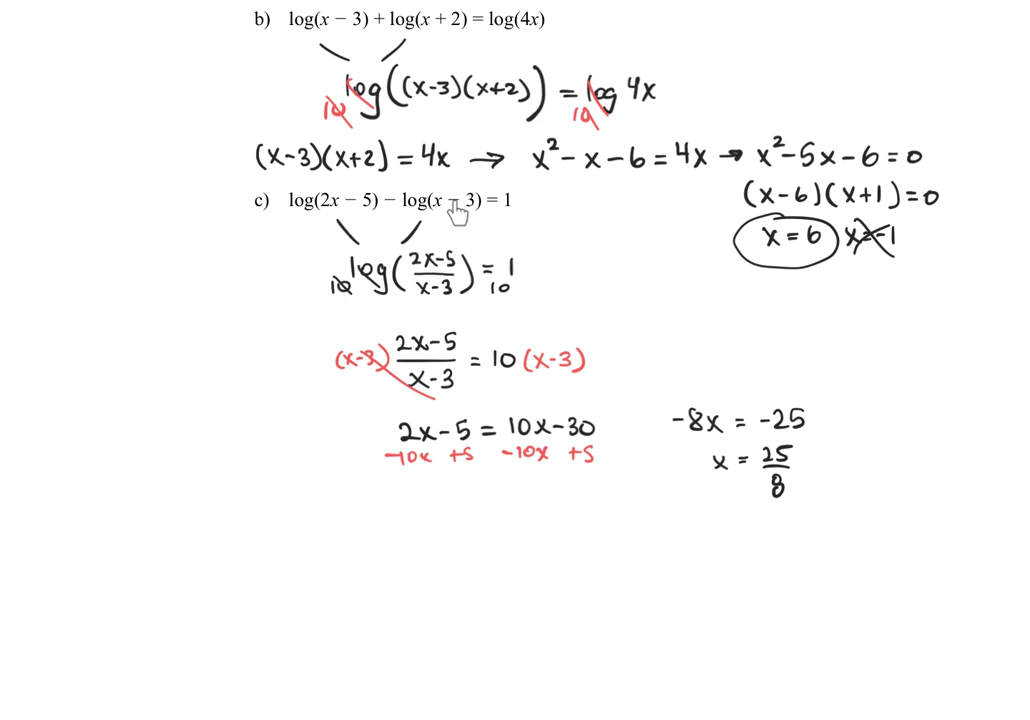 b) log(x − 3) + log(x + 2) = log(4x)
10 log((x-3)(x+2)) = 10 log 4x
(x-3)(x+2) = 4x → x²-x-6 = 4x → x²-5x-6=0
(x-6)(x+1)=0
x=6 x=-1
c) log(2x − 5) − log(x − 3) = 1
10 log(2x-5/x-3) = 1
10
(x-3) 2x-5/x-3 = 10 (x-3)
2x-5 = 10x-30
-10x +5 -10x +5
-8x = -25
x = 25/8